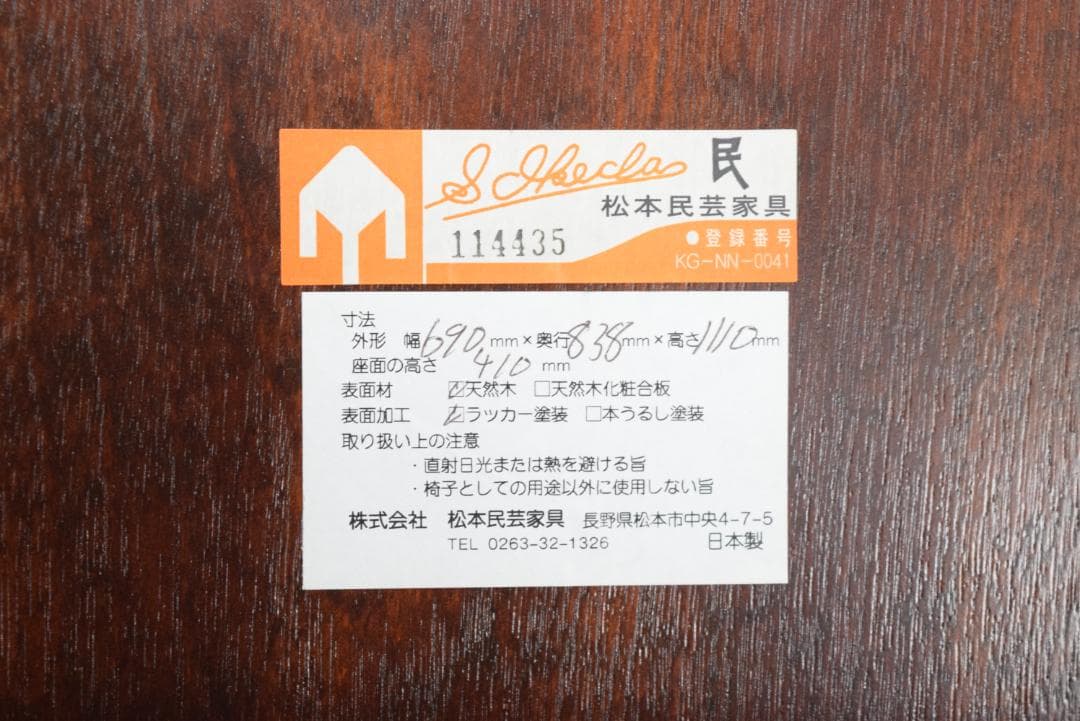 S. Ikeda 民
松本民芸家具
114435
●登録番号
KG-NN-0041
寸法
外形 幅690mm×奥行838mm×高さ1110mm
座面の高さ 410 mm
表面材 ☑天然木 □天然木化粧合板
表面加工 ☑ラッカー塗装 □本うるし塗装
取り扱い上の注意
・直射日光または熱を避ける旨
・椅子としての用途以外に使用しない旨
株式会社 松本民芸家具 長野県松本市中央4-7-5
TEL 0263-32-1326 日本製